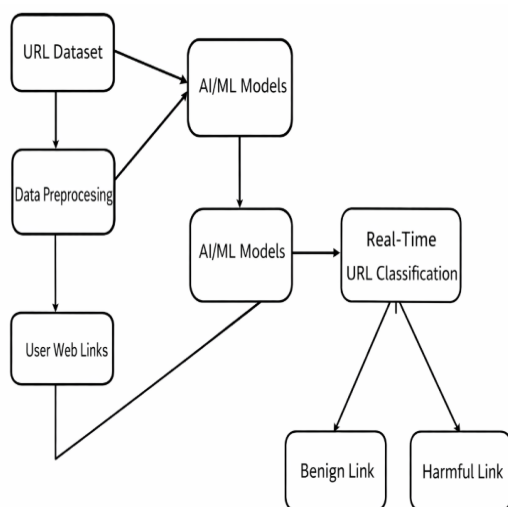 URL Dataset
AI/ML Models
Data Preprocesing
AI/ML Models
Real-Time
URL Classification
User Web Links
Benign Link
Harmful Link